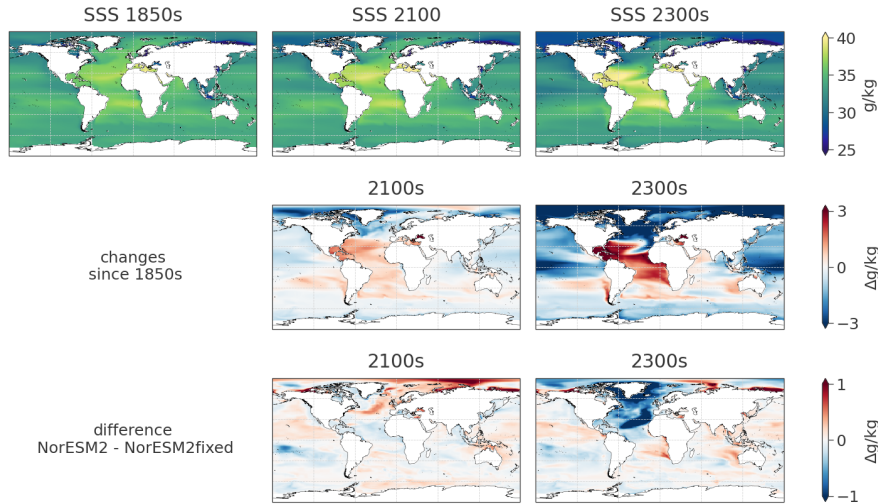 SSS 1850s
SSS 2100
SSS 2300s
40
35
30
25
g/kg
changes
since 1850s
2100s
2300s
3
0
−3
Δg/kg
difference
NorESM2 - NorESM2fixed
2100s
2300s
1
0
−1
Δg/kg